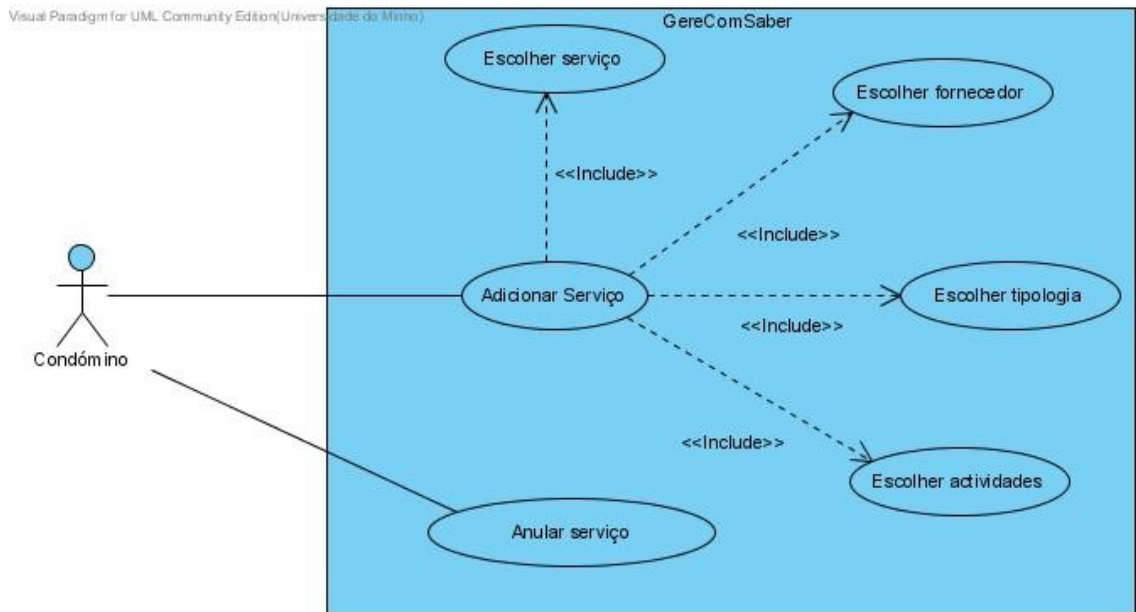 Visual Paradigm for UML Community Edition(Universidade do Minho)
GereComSaber
Escolher serviço
Escolher fornecedor
<<Include>>
<<Include>>
Adicionar Serviço
Escolher tipologia
<<Include>>
Condómino
<<Include>>
Escolher actividades
Anular serviço